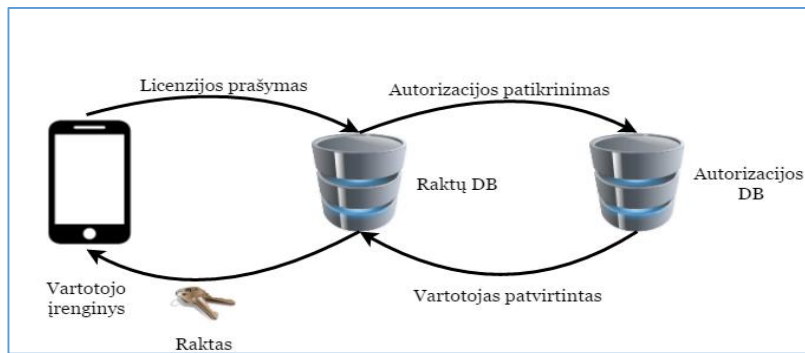 Licenzijos prašymas
Autorizacijos patikrinimas
Raktų DB
Autorizacijos
DB
Vartotojo
įrenginys
Vartotojas patvirtintas
Raktas